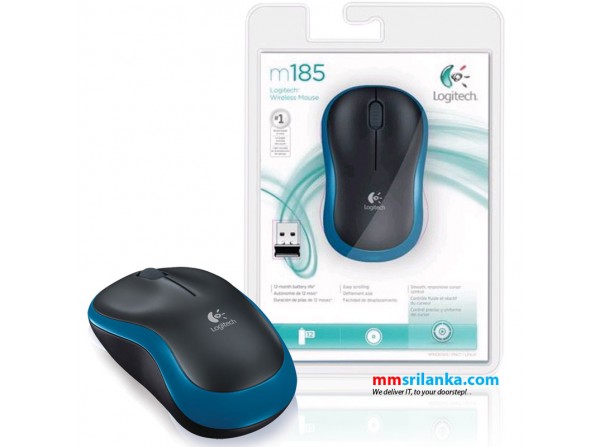 m185
Logitech®
Wireless Mouse
#1
Logitech
Logitech
12-month battery life*
Autonomie de 12 mois*
Duración de pilas de 12 meses*
Easy scrolling
Défilement aisé
Facilidad de desplazamiento
Smooth, responsive cursor
control
Contrôle fluide et réactif
du curseur
Control preciso y uniforme
del cursor
12
Logitech
mmsrilanka.com
We deliver IT, to your doorstep! .